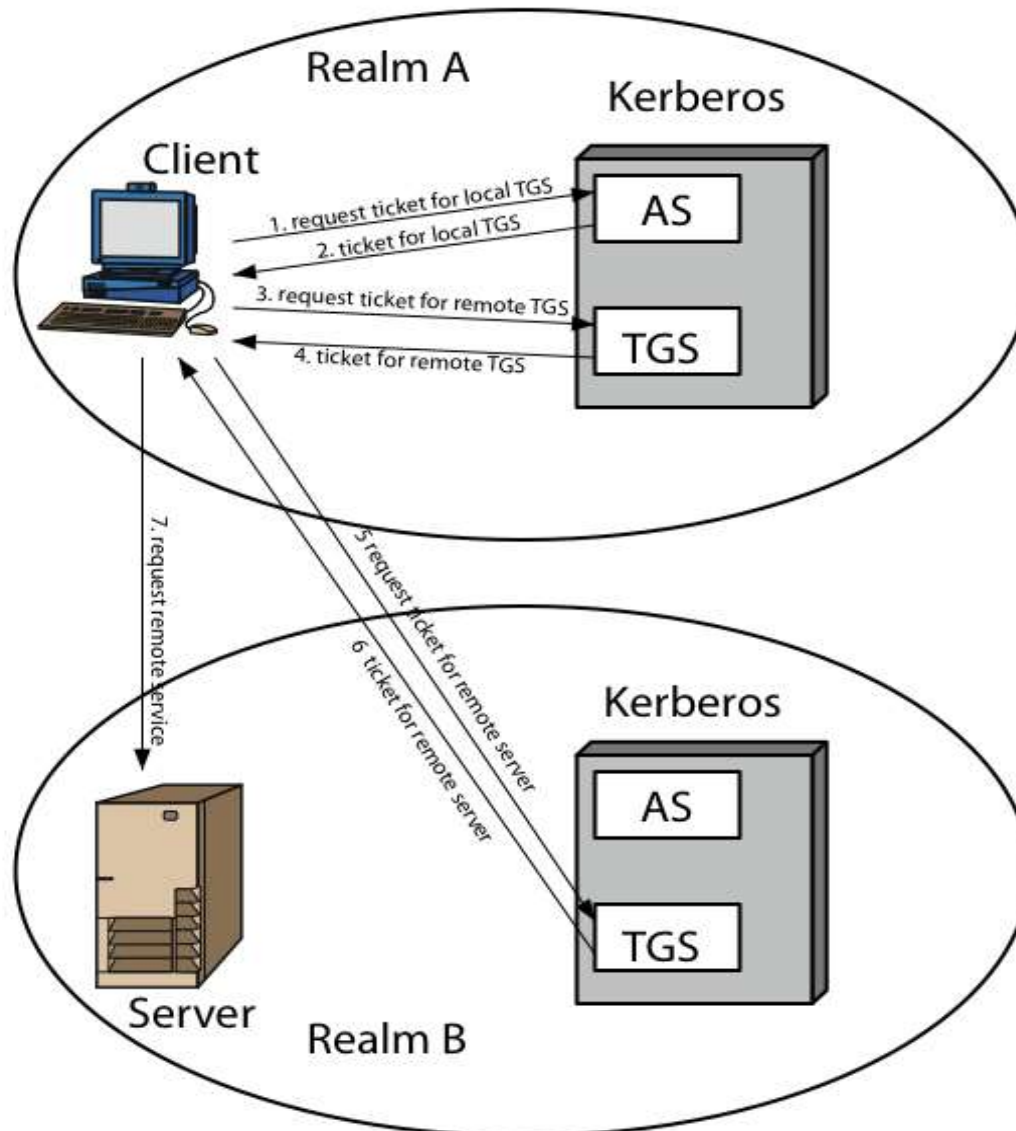 Realm A
Kerberos
Client
1. request ticket for local TGS
AS
2. ticket for local TGS
3. request ticket for remote TGS
TGS
4. ticket for remote TGS
5 request ticket for remote server
6 ticket for remote server
7. request remote service
Kerberos
AS
TGS
Server
Realm B